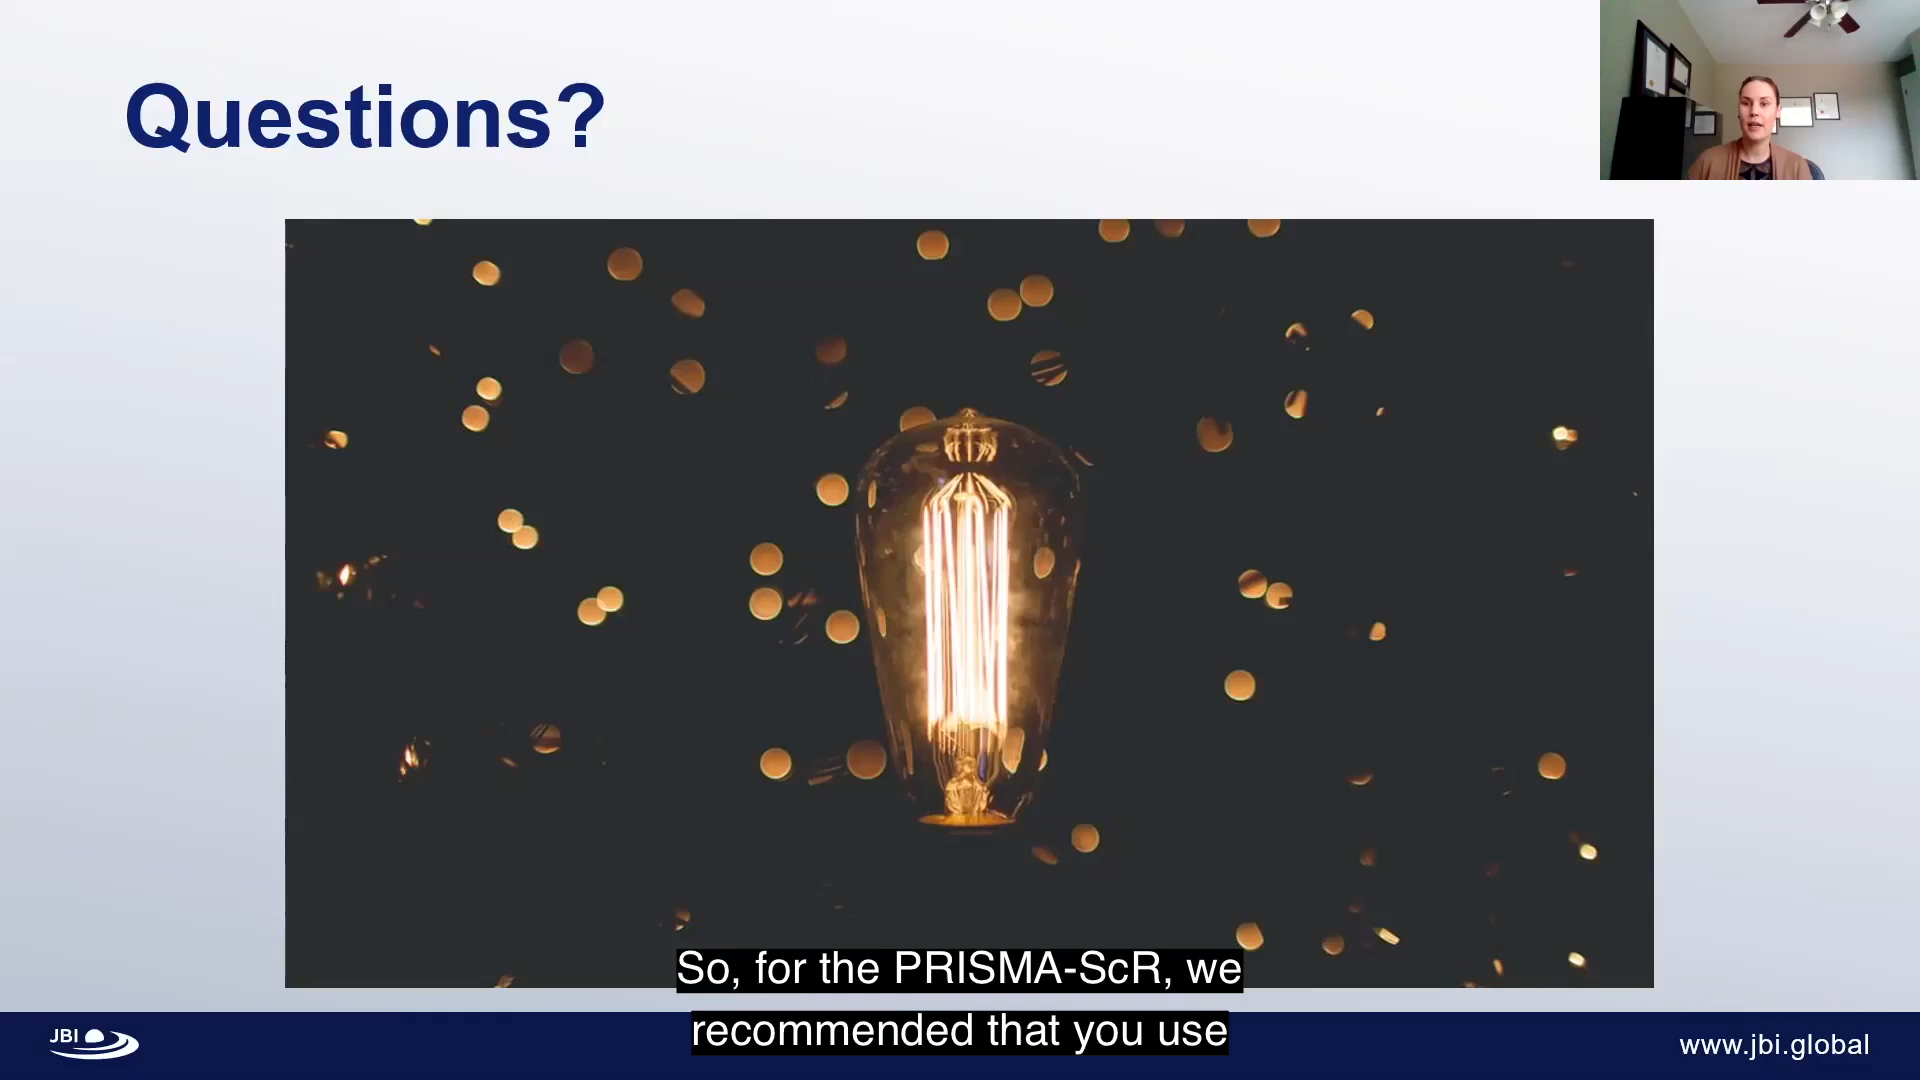 Questions?
So, for the PRISMA-ScR, we
recommended that you use
JBI
www.jbi.global